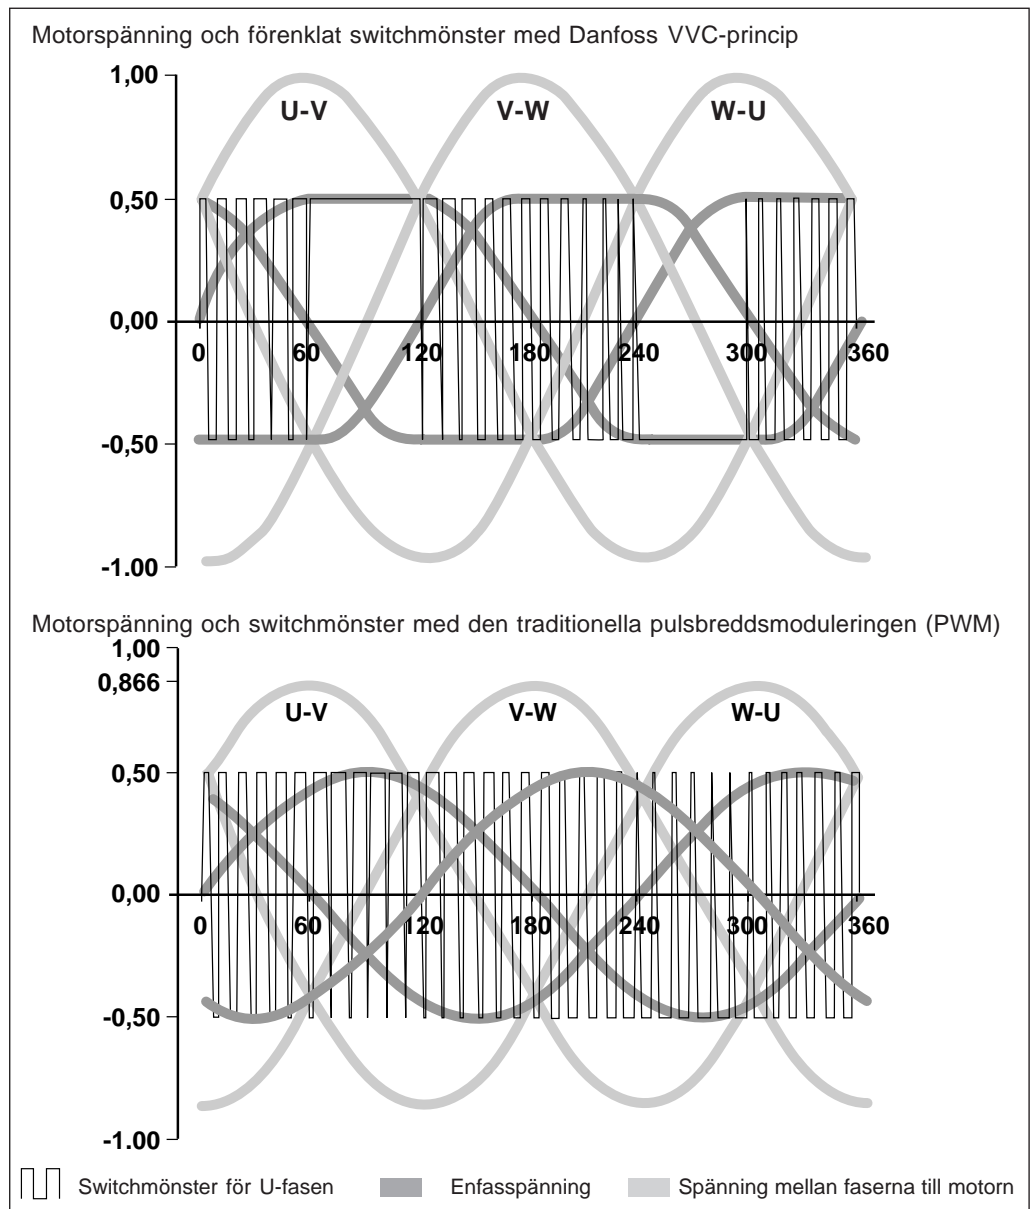 Motorspänning och förenklat switchmönster med Danfoss VVC-princip
1,00
U-V V-W W-U
0,50
0,00
0 60 120 180 240 300 360
-0,50
-1.00
Motorspänning och switchmönster med den traditionella pulsbreddsmoduleringen (PWM)
1,00
0,866
U-V V-W W-U
0,50
0,00
0 60 120 180 240 300 360
-0,50
-1.00
Switchmönster för U-fasen Enfasspänning Spänning mellan faserna till motorn